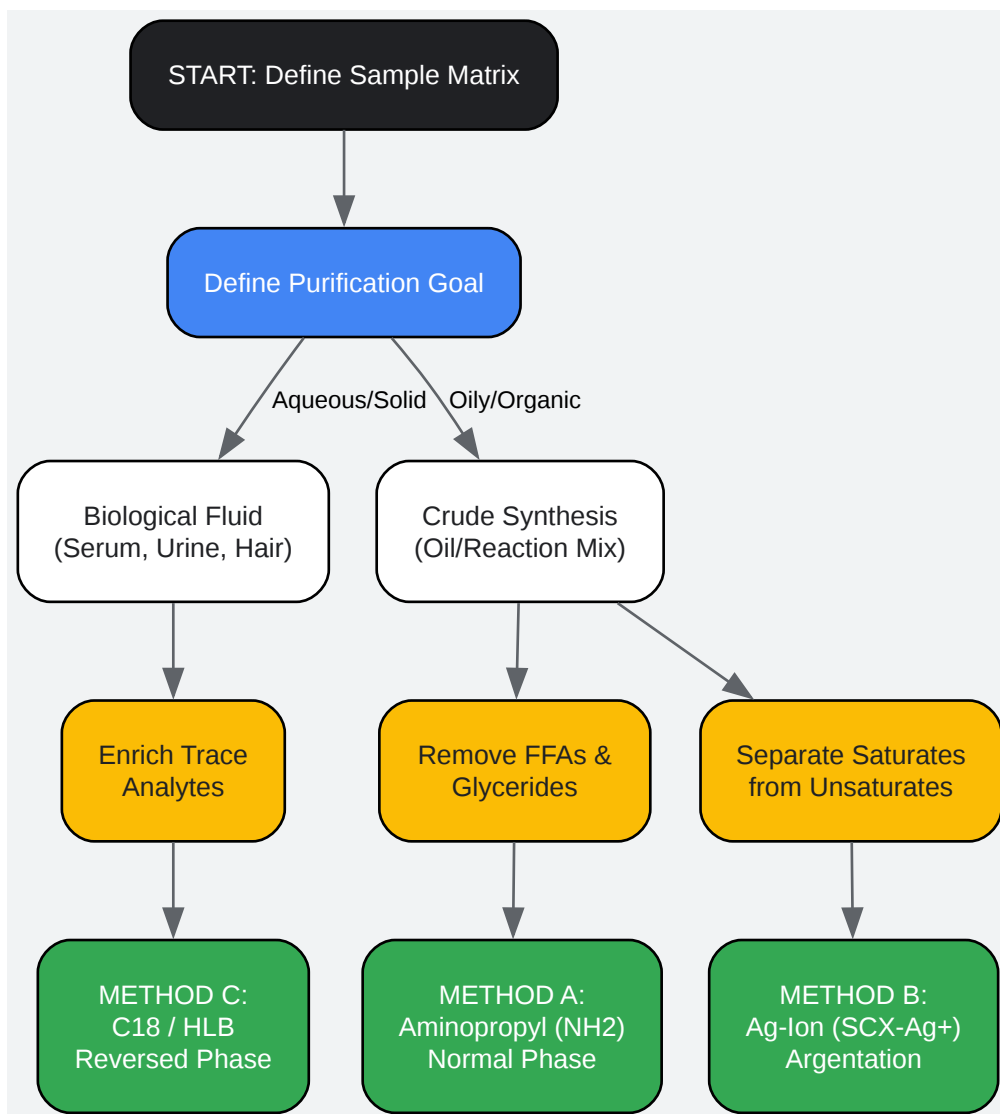 START: Define Sample Matrix
Define Purification Goal
Aqueous/Solid
Oily/Organic
Biological Fluid
(Serum, Urine, Hair)
Crude Synthesis
(Oil/Reaction Mix)
Enrich Trace
Analytes
Remove FFAs &
Glycerides
Separate Saturates
from Unsaturates
METHOD C:
C18 / HLB
Reversed Phase
METHOD A:
Aminopropyl (NH2)
Normal Phase
METHOD B:
Ag-Ion (SCX-Ag+)
Argentation